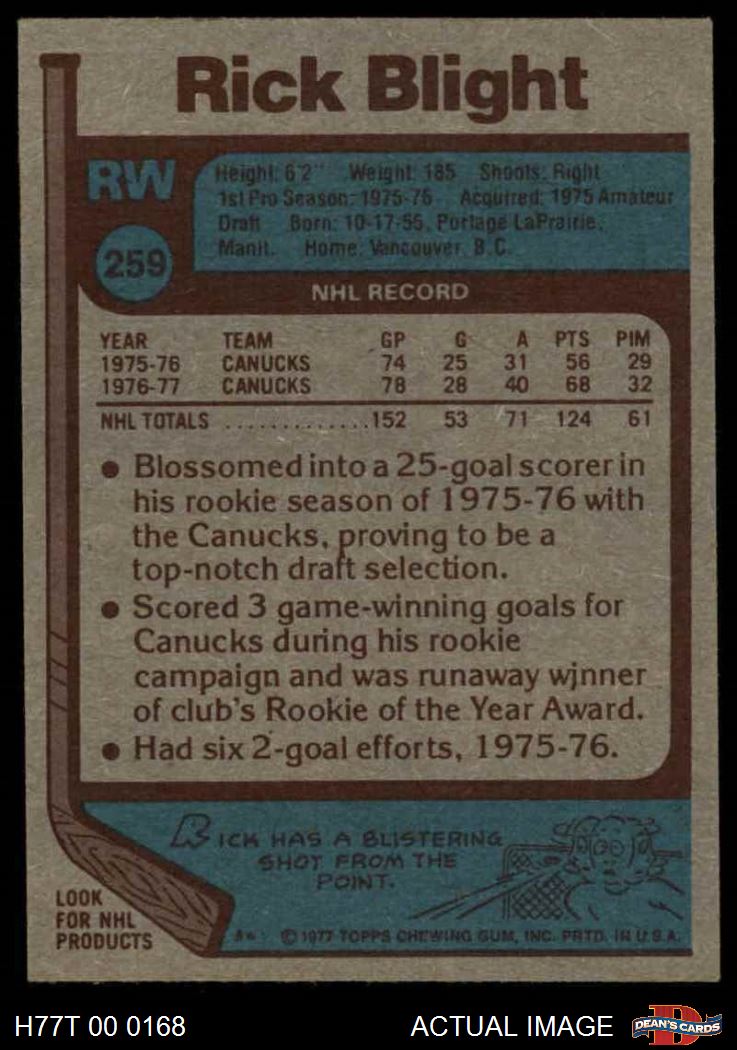 Rick Blight
RW
Height: 6'2" Weight: 185 Shoots: Right
1st Pro Season: 1975-76 Acquired: 1975 Amateur
Draft Born: 10-17-55, Portage LaPrairie,
Manit. Home: Vancouver, B.C.
259
NHL RECORD
YEAR TEAM GP G A PTS PIM
1975-76 CANUCKS 74 25 31 56 29
1976-77 CANUCKS 78 28 40 68 32
NHL TOTALS .............152 53 71 124 61
● Blossomed into a 25-goal scorer in
his rookie season of 1975-76 with
the Canucks, proving to be a
top-notch draft selection.
● Scored 3 game-winning goals for
Canucks during his rookie
campaign and was runaway wjnner
of club's Rookie of the Year Award.
● Had six 2-goal efforts, 1975-76.
RICK HAS A BLISTERING
SHOT FROM THE
POINT.
LOOK
FOR NHL
PRODUCTS
© 1977 TOPPS CHEWING GUM, INC. PRTD. IN U.S.A.
H77T 00 0168 ACTUAL IMAGE
DEAN'S CARDS